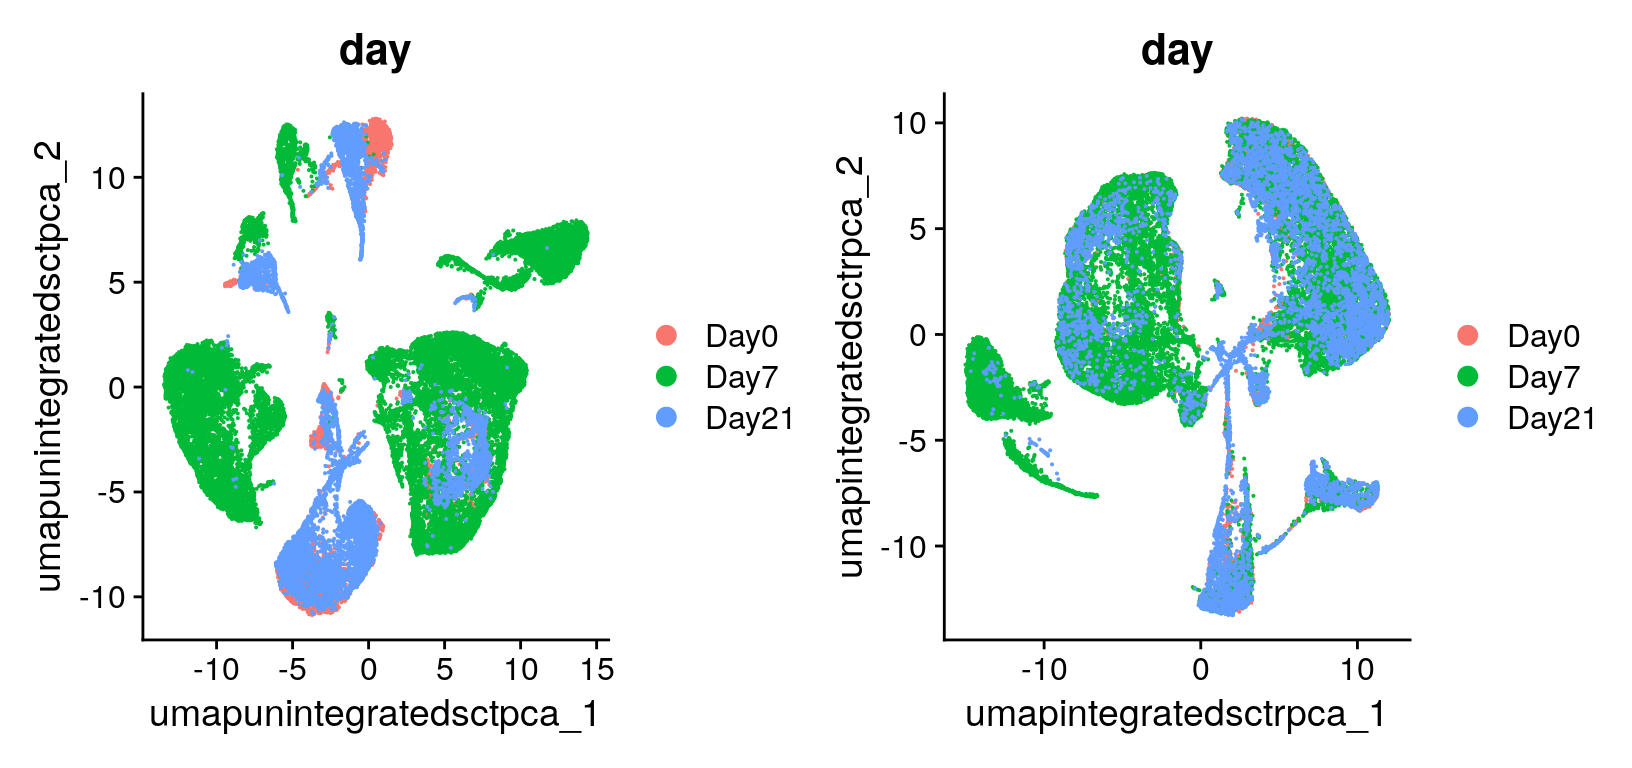 day
umapunintegratedsctpca_2
10
5
0
-5
-10
-10
-5
0
5
10
15
umapunintegratedsctpca_1
Day0
Day7
Day21
day
umapintegratedsctrpca_2
10
5
0
-5
-10
-10
0
10
umapintegratedsctrpca_1
Day0
Day7
Day21